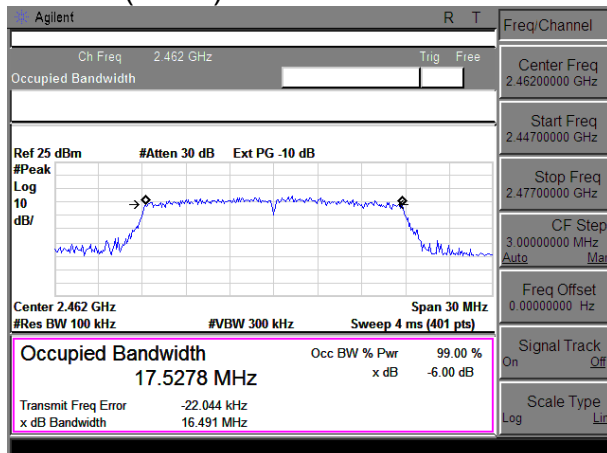 Agilent R T
Ch Freq 2.462 GHz Trig Free
Occupied Bandwidth
Ref 25 dBm #Atten 30 dB Ext PG -10 dB
#Peak
Log
10
dB/
Center 2.462 GHz Span 30 MHz
#Res BW 100 kHz #VBW 300 kHz Sweep 4 ms (401 pts)
Occupied Bandwidth Occ BW % Pwr 99.00 %
17.5278 MHz x dB -6.00 dB
Transmit Freq Error -22.044 kHz
x dB Bandwidth 16.491 MHz
Freq/Channel
Center Freq
2.46200000 GHz
Start Freq
2.44700000 GHz
Stop Freq
2.47700000 GHz
CF Step
3.00000000 MHz
Auto Man
Freq Offset
0.00000000 Hz
Signal Track
On Off
Scale Type
Log Lin